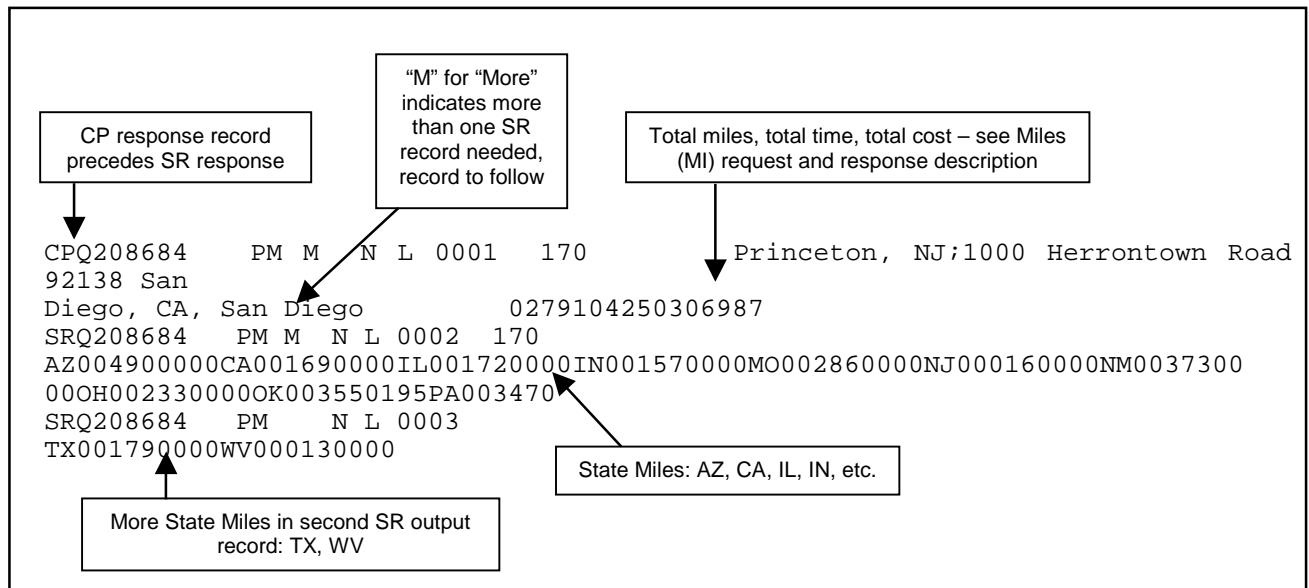 "M" for "More"
indicates more
than one SR
record needed,
record to follow
CP response record
precedes SR response
Total miles, total time, total cost – see Miles
(MI) request and response description
CPQ208684 PM M N L 0001 170 Princeton, NJ;1000 Herrontown Road
92138 San
Diego, CA, San Diego 0279104250306987
SRQ208684 PM M N L 0002 170
AZ004900000CA001690000IL001720000IN001570000MO002860000NJ000160000NM0037300
00OH002330000OK003550195PA003470
SRQ208684 PM N L 0003
TX001790000WV000130000
State Miles: AZ, CA, IL, IN, etc.
More State Miles in second SR output
record: TX, WV